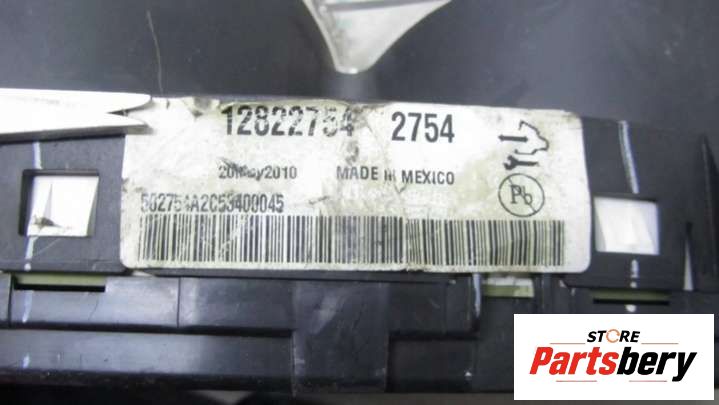 12822754 2754
20May2010 MADE in MEXICO
502754A2C53400045
Pb
STORE
Partsbery